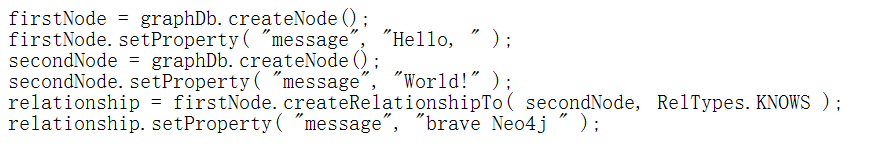 firstNode = graphDb.createNode();
firstNode.setProperty( "message", "Hello, " );
secondNode = graphDb.createNode();
secondNode.setProperty( "message", "World!" );
relationship = firstNode.createRelationshipTo( secondNode, RelTypes.KNOWS );
relationship.setProperty( "message", "brave Neo4j " );